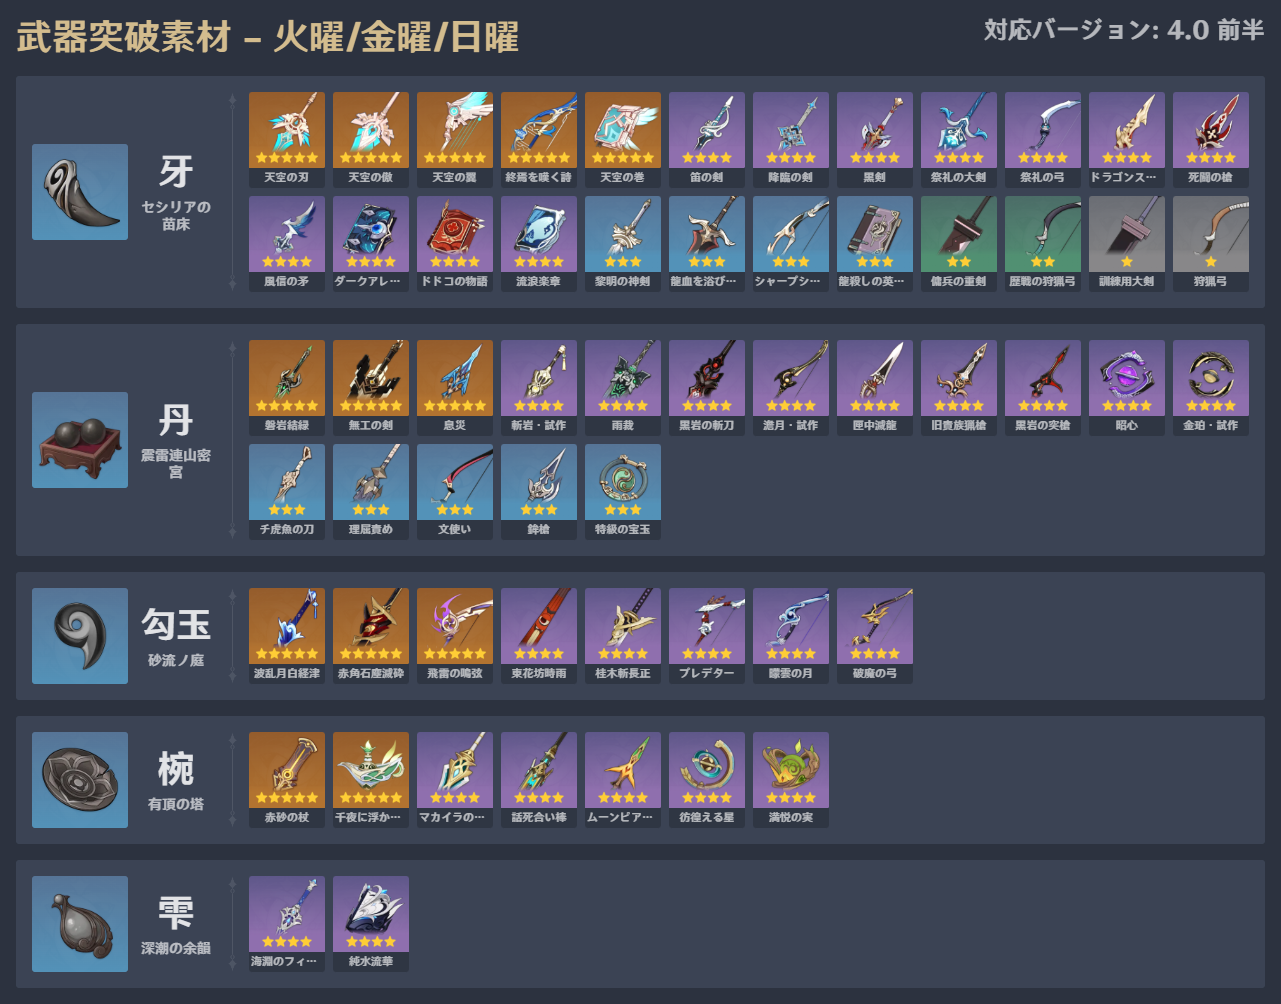 武器突破素材 – 火曜/金曜/日曜
対応バージョン: 4.0 前半
牙
セシリアの
苗床
天空の刃
天空の傲
天空の翼
終焉を嘆く詩
天空の巻
笛の剣
降臨の剣
黒剣
祭礼の大剣
祭礼の弓
ドラゴンス…
死闘の槍
風信の矛
ダークアレ…
ドドコの物語
流浪楽章
黎明の神剣
龍血を浴び…
シャープシ…
龍殺しの英…
傭兵の重剣
歴戦の狩猟弓
訓練用大剣
狩猟弓
丹
震雷連山密
宮
磐岩結緑
無工の剣
息災
斬岩・試作
雨裁
黒岩の斬刀
澹月・試作
匣中滅龍
旧貴族猟槍
黒岩の突槍
昭心
金珀・試作
チ虎魚の刀
理屈責め
文使い
鉾槍
特級の宝玉
勾玉
砂流ノ庭
波乱月白経津
赤角石塵滅砕
飛雷の鳴弦
東花坊時雨
桂木斬長正
プレデター
曚雲の月
破魔の弓
椀
有頂の塔
赤砂の杖
千夜に浮か…
マカイラの…
話死合い棒
ムーンピア…
彷徨える星
満悦の実
雫
深潮の余韻
海淵のフィ…
純水流華